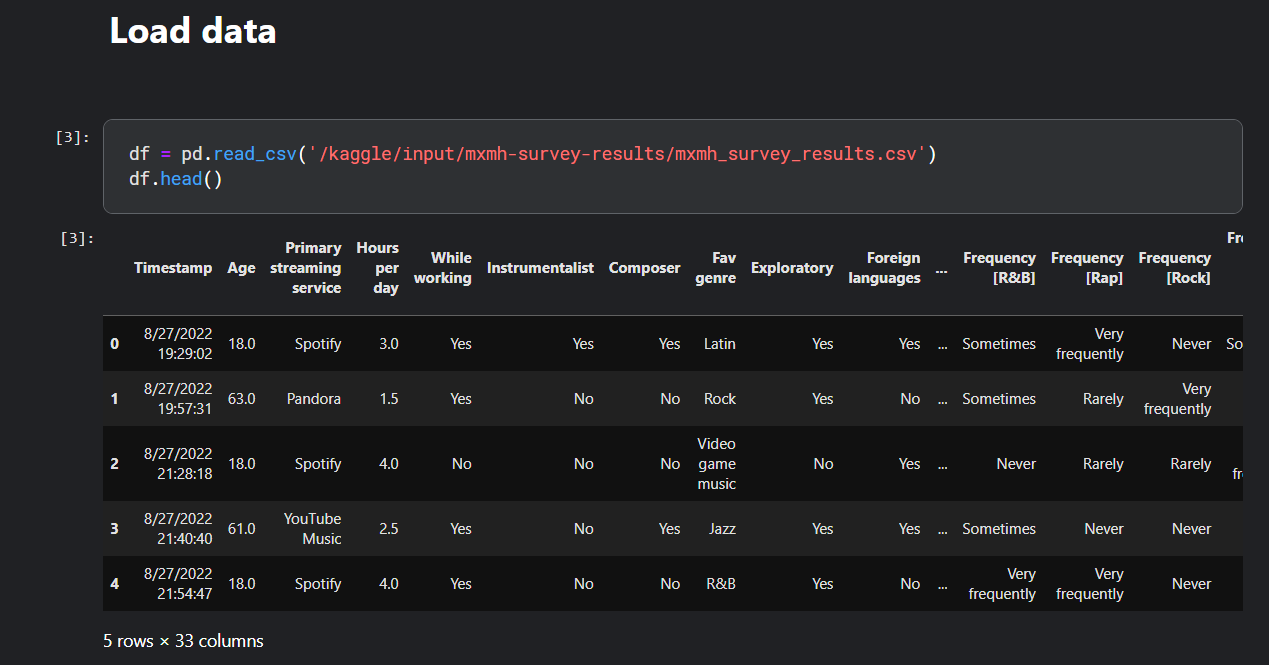 Load data
[3]:
df = pd.read_csv('/kaggle/input/mxmh-survey-results/mxmh_survey_results.csv')
df.head()
[3]:
Timestamp Age Primary streaming service Hours per day While working Instrumentalist Composer Fav genre Exploratory Foreign languages ... Frequency [R&B] Frequency [Rap] Frequency [Rock]
0 8/27/2022 19:29:02 18.0 Spotify 3.0 Yes Yes Yes Latin Yes Yes ... Sometimes Very frequently Never
1 8/27/2022 19:57:31 63.0 Pandora 1.5 Yes No No Rock Yes No ... Sometimes Rarely Very frequently
2 8/27/2022 21:28:18 18.0 Spotify 4.0 No No No Video game music No Yes ... Never Rarely Rarely
3 8/27/2022 21:40:40 61.0 YouTube Music 2.5 Yes No Yes Jazz Yes Yes ... Sometimes Never Never
4 8/27/2022 21:54:47 18.0 Spotify 4.0 Yes No No R&B Yes No ... Very frequently Very frequently Never
5 rows × 33 columns